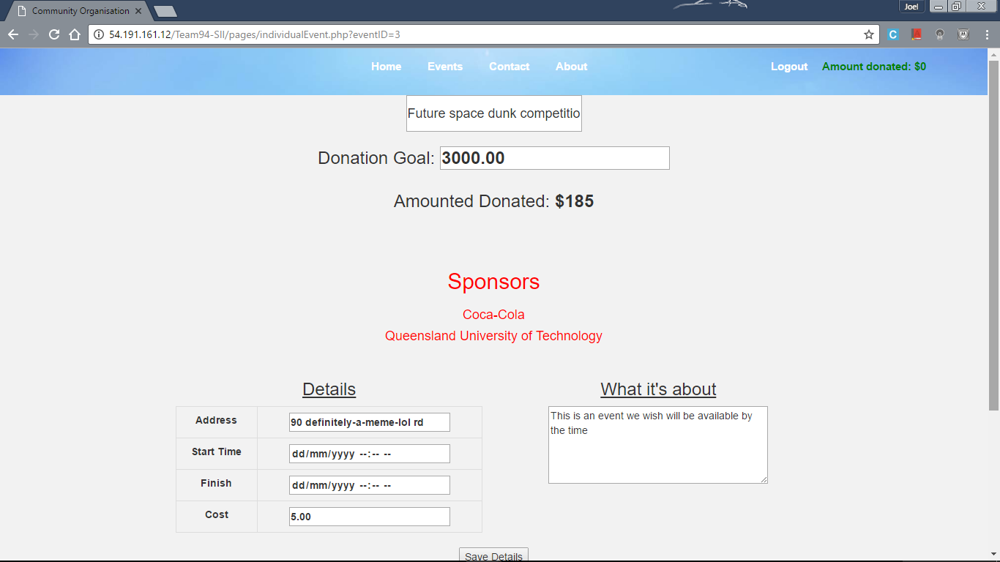 Community Organisation
Joel
54.191.161.12/Team94-SII/pages/individualEvent.php?eventID=3
Home Events Contact About Logout Amount donated: $0
Future space dunk competitio
Donation Goal: 3000.00
Amounted Donated: $185
Sponsors
Coca-Cola
Queensland University of Technology
Details
Address 90 definitely-a-meme-lol rd
Start Time dd/mm/yyyy --:-- --
Finish dd/mm/yyyy --:-- --
Cost 5.00
What it's about
This is an event we wish will be available by
the time
Save Details